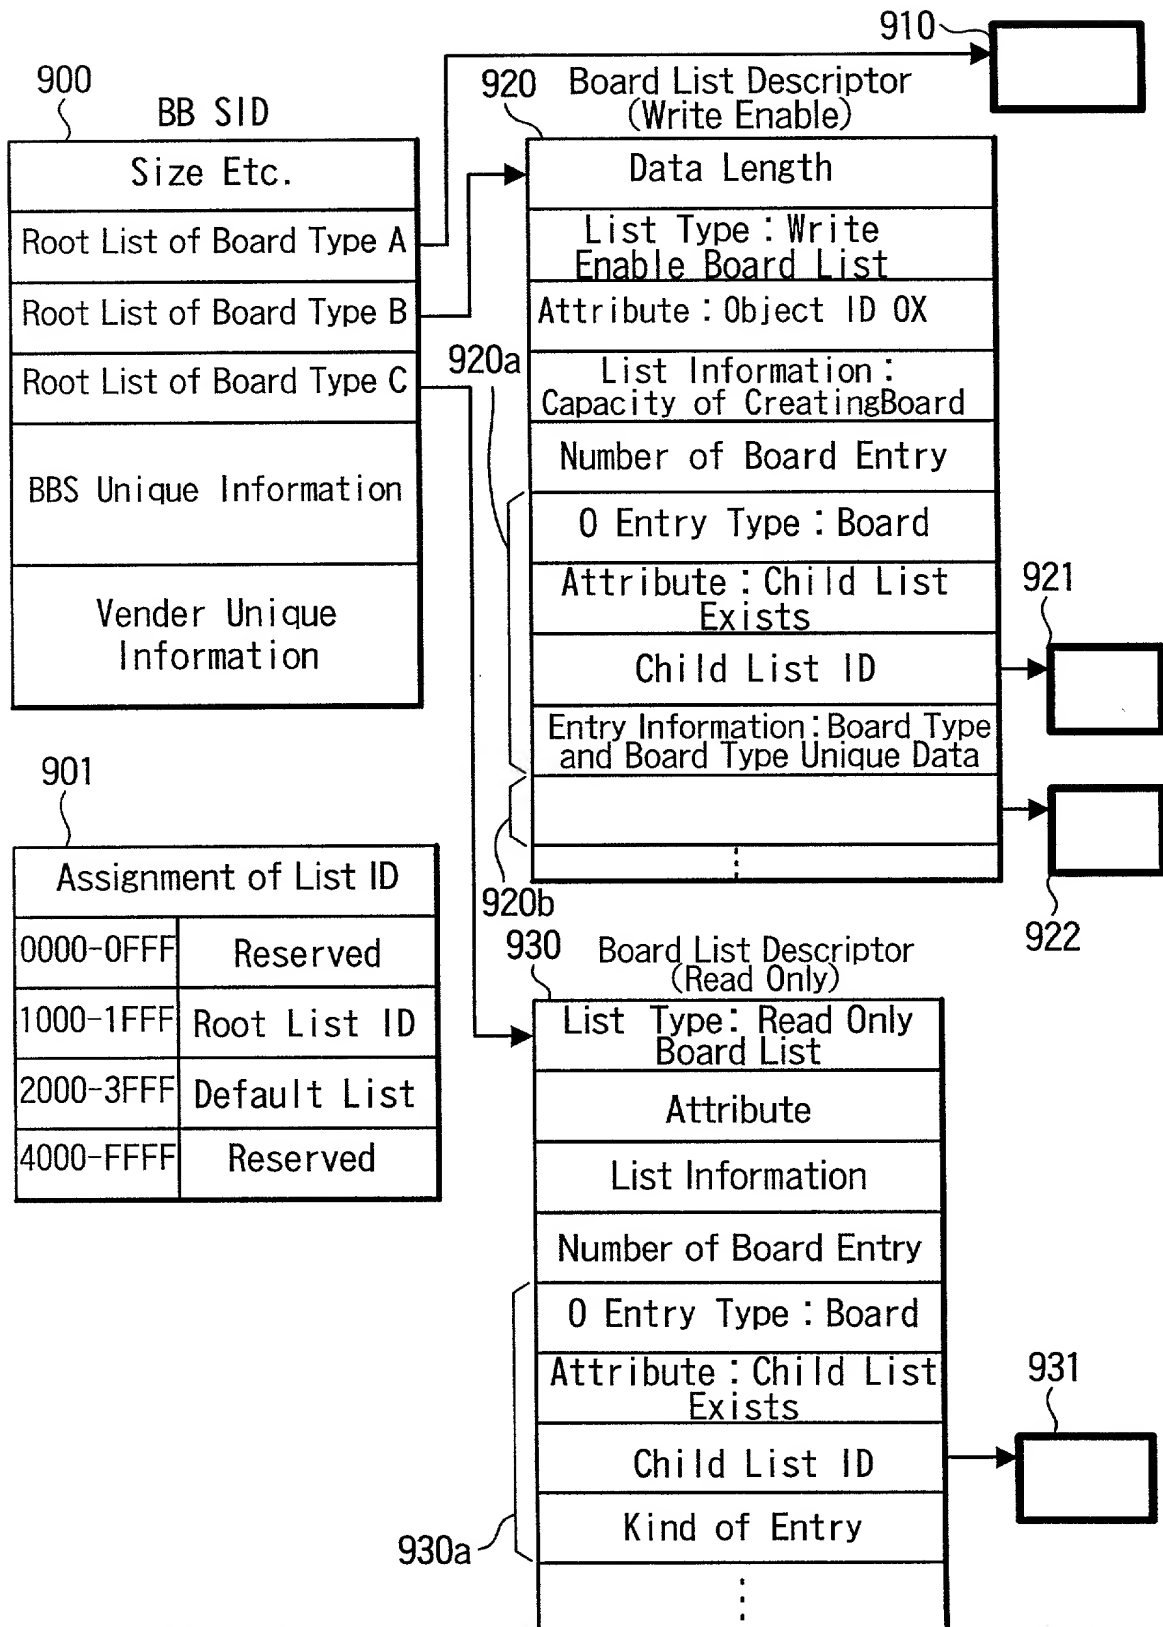 910
900
BB SID
Size Etc.
Root List of Board Type A
Root List of Board Type B
Root List of Board Type C
BBS Unique Information
Vender Unique
Information
901
Assignment of List ID
0000-0FFF Reserved
1000-1FFF Root List ID
2000-3FFF Default List
4000-FFFF Reserved
920
Board List Descriptor
(Write Enable)
Data Length
List Type : Write
Enable Board List
Attribute : Object ID OX
List Information :
Capacity of CreatingBoard
Number of Board Entry
920a
0 Entry Type : Board
Attribute : Child List
Exists
Child List ID
Entry Information : Board Type
and Board Type Unique Data
921
920b
922
930
Board List Descriptor
(Read Only)
List Type: Read Only
Board List
Attribute
List Information
Number of Board Entry
0 Entry Type : Board
Attribute : Child List
Exists
Child List ID
Kind of Entry
930a
931